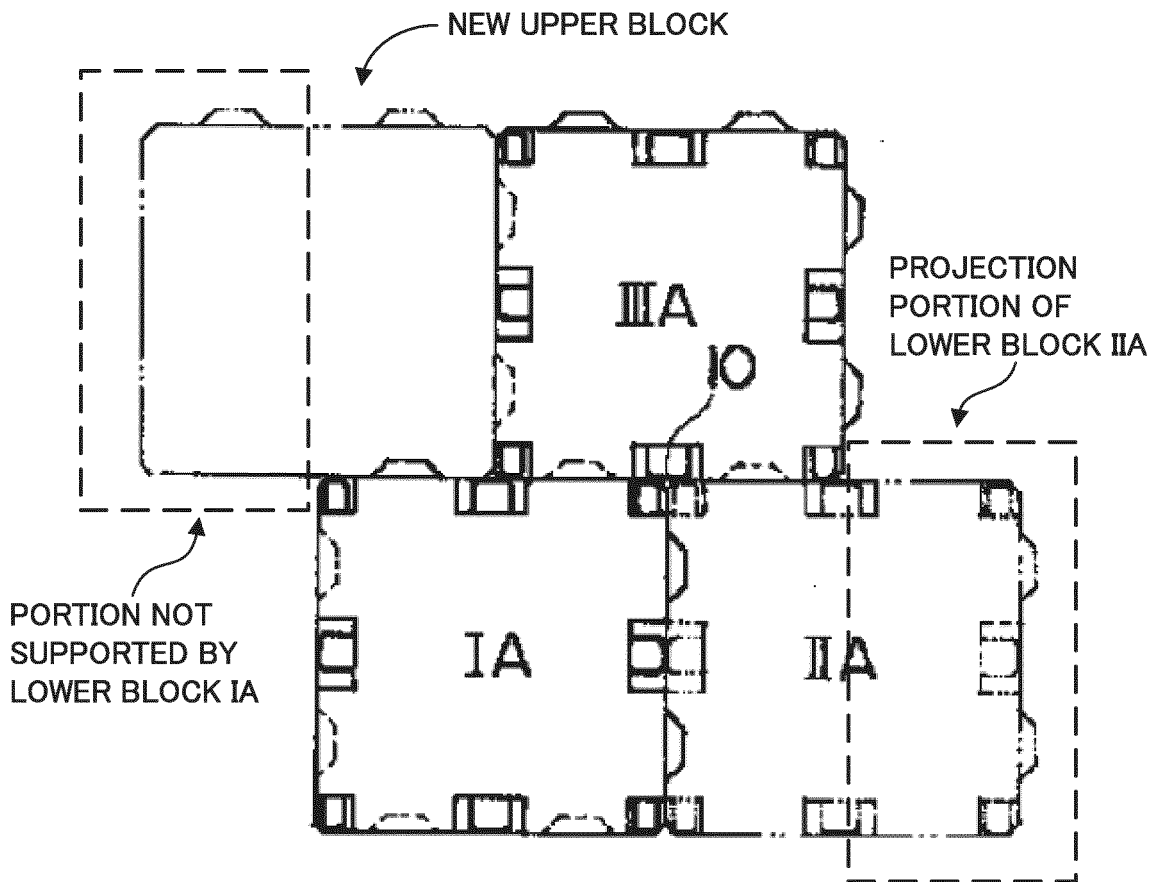 NEW UPPER BLOCK
PROJECTION
PORTION OF
LOWER BLOCK IIA
IIIA
10
PORTION NOT
SUPPORTED BY
LOWER BLOCK IA
IA
IIA